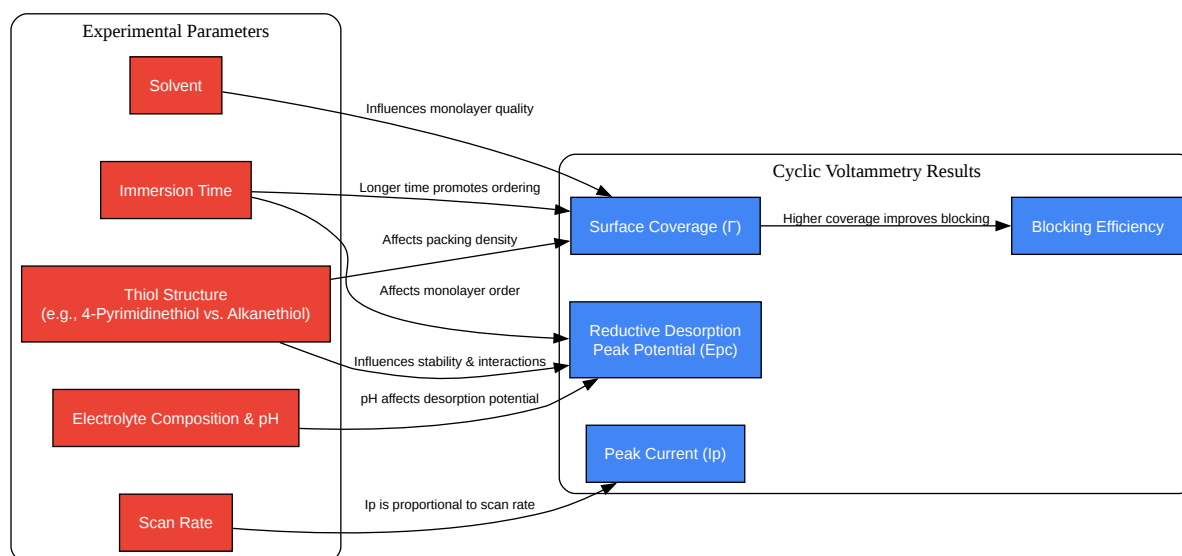 Experimental Parameters
Solvent
Influences monolayer quality
Cyclic Voltammetry Results
Immersion Time
Longer time promotes ordering
Surface Coverage (Γ)
Higher coverage improves blocking
Blocking Efficiency
Affects packing density
Thiol Structure
(e.g., 4-Pyrimidinethiol vs. Alkanethiol)
Affects monolayer order
Reductive Desorption
Peak Potential (Epc)
Influences stability & interactions
Electrolyte Composition & pH
pH affects desorption potential
Peak Current (Ip)
Scan Rate
Ip is proportional to scan rate